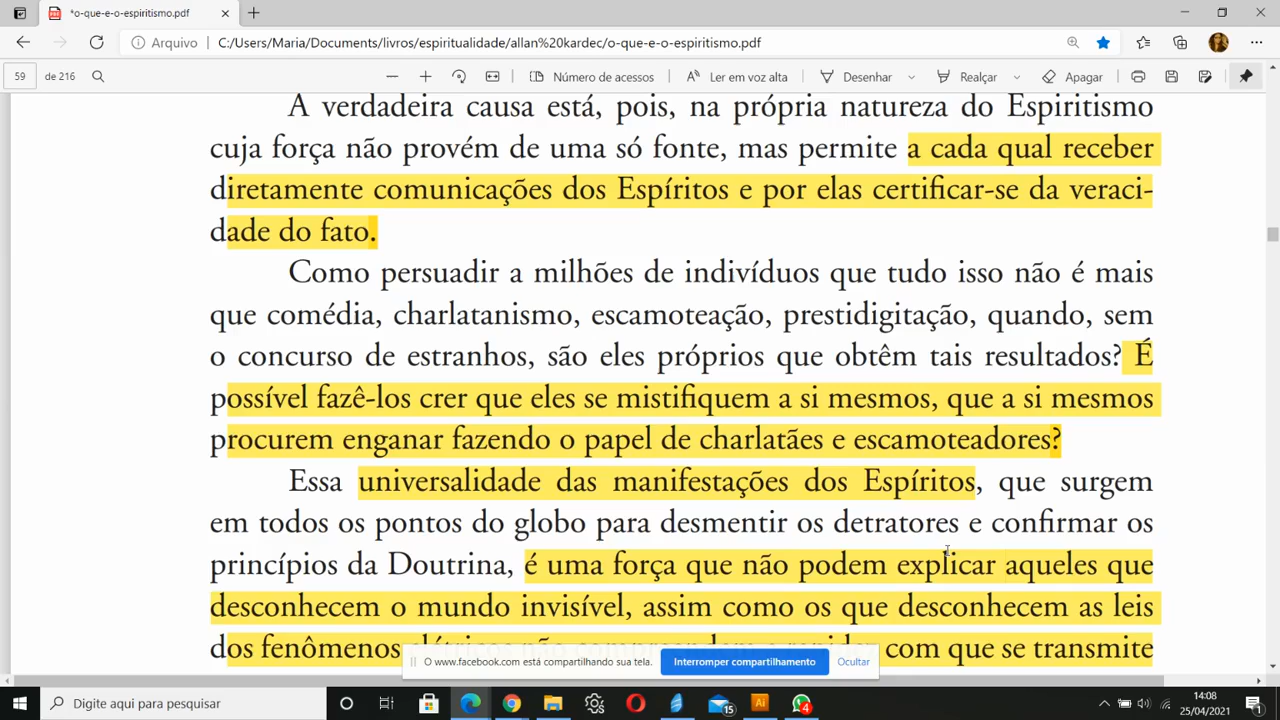 *o-que-e-o-espiritismo.pdf
Arquivo C:/Users/Maria/Documents/livros/espiritualidade/allan%20kardec/o-que-e-o-espiritismo.pdf
59 de 216 Número de acessos Ler em voz alta Desenhar Realçar Apagar
A verdadeira causa está, pois, na própria natureza do Espiritismo
cuja força não provém de uma só fonte, mas permite a cada qual receber
diretamente comunicações dos Espíritos e por elas certificar-se da veraci-
dade do fato.
Como persuadir a milhões de indivíduos que tudo isso não é mais
que comédia, charlatanismo, escamoteação, prestidigitação, quando, sem
o concurso de estranhos, são eles próprios que obtêm tais resultados? É
possível fazê-los crer que eles se mistifiquem a si mesmos, que a si mesmos
procurem enganar fazendo o papel de charlatães e escamoteadores?
Essa universalidade das manifestações dos Espíritos, que surgem
em todos os pontos do globo para desmentir os detratores e confirmar os
princípios da Doutrina, é uma força que não podem explicar aqueles que
desconhecem o mundo invisível, assim como os que desconhecem as leis
dos fenômenos com que se transmite
O www.facebook.com está compartilhando sua tela. Interromper compartilhamento Ocultar
Digite aqui para pesquisar 15 4 14:08
25/04/2021 1